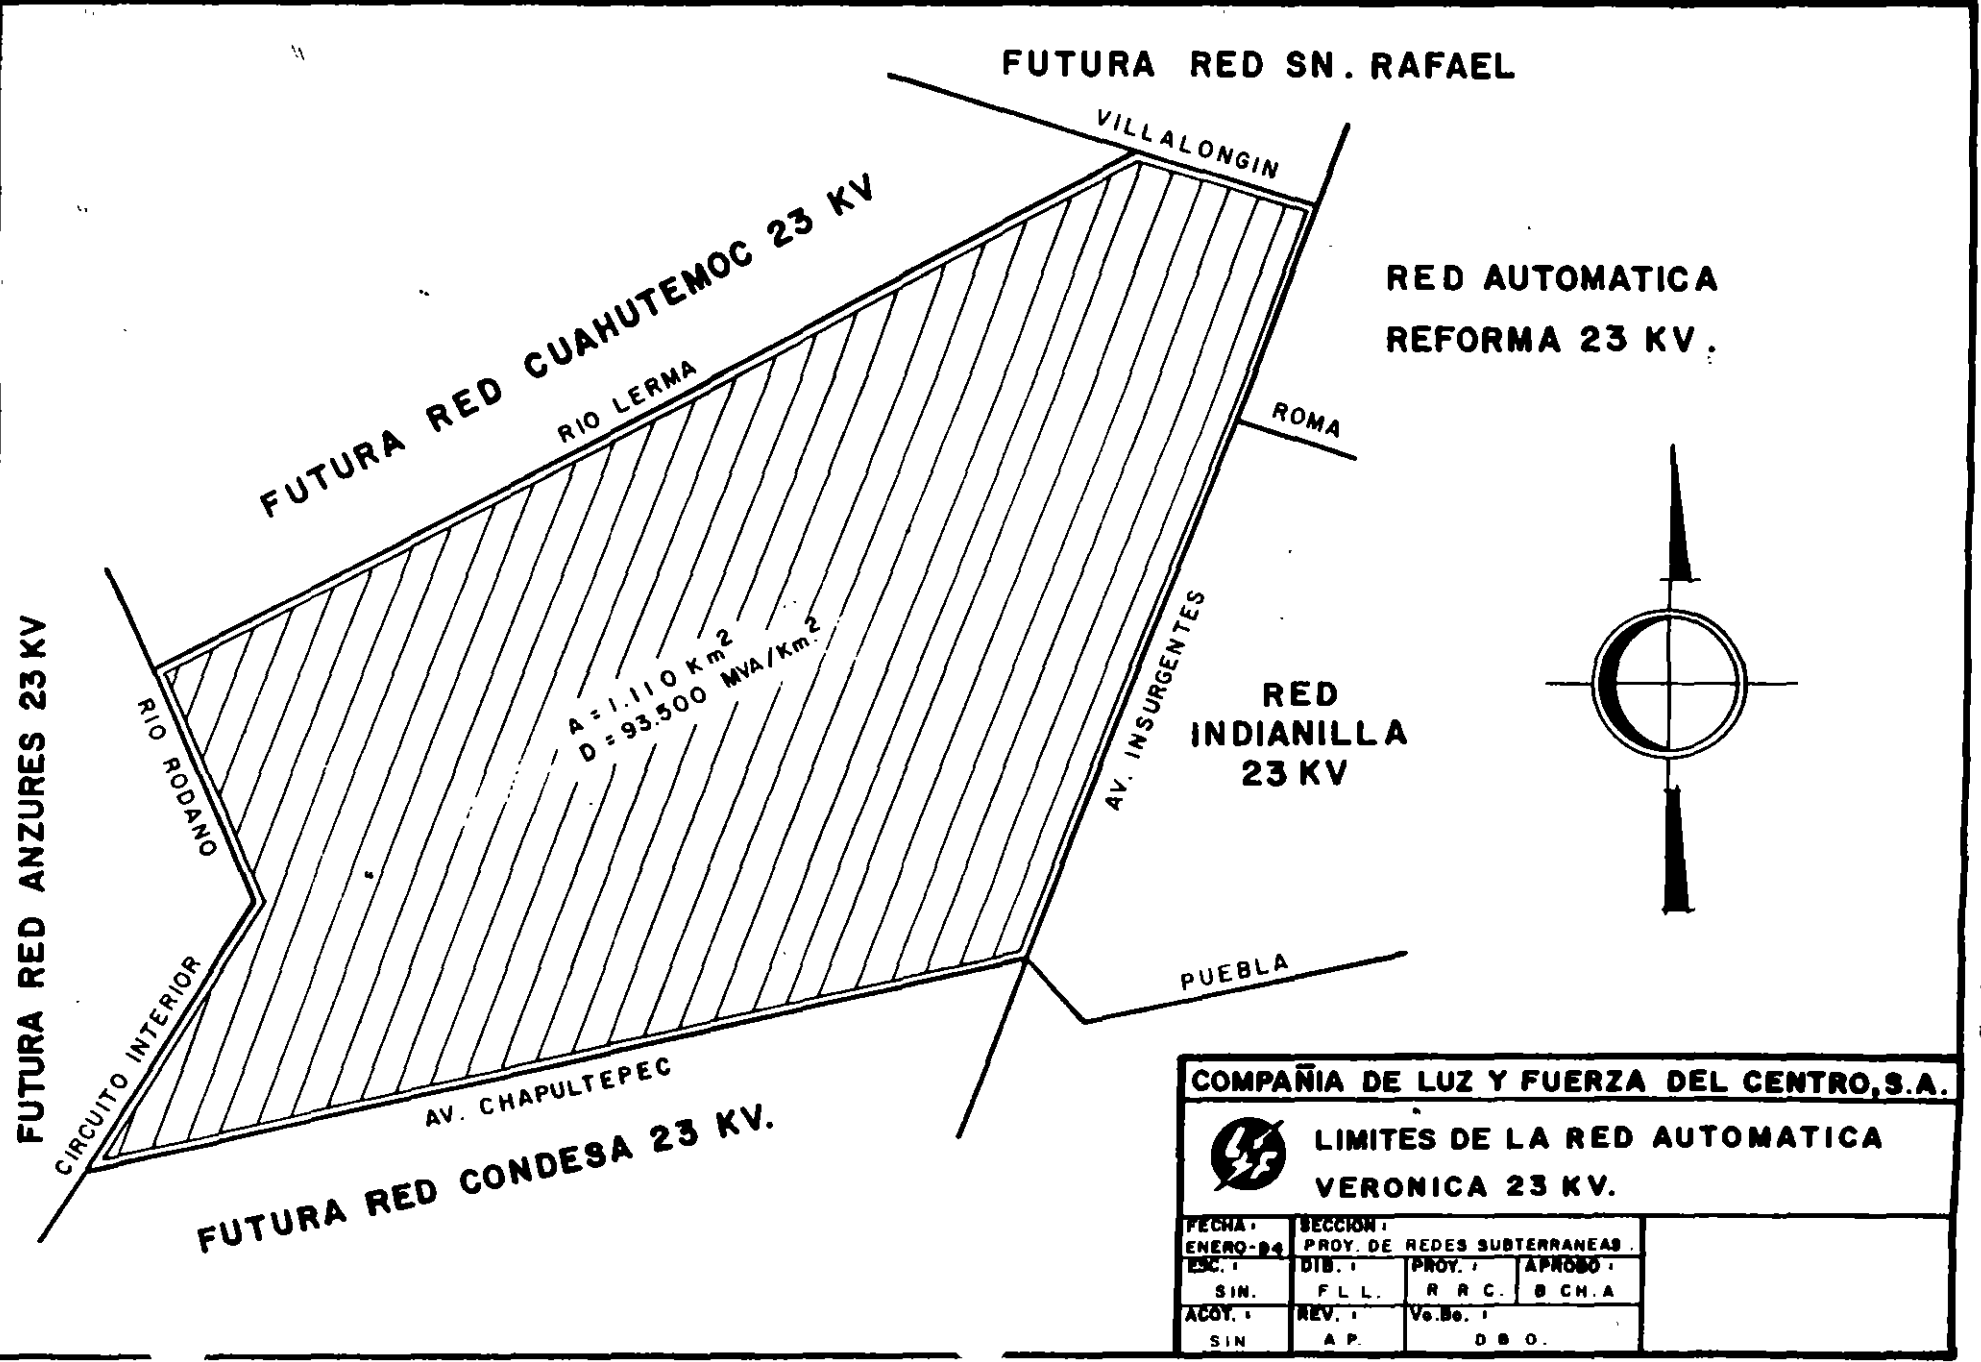 FUTURA RED SN. RAFAEL
VILLALONGIN
FUTURA RED CUAHUTEMOC 23 KV
RIO LERMA
RED AUTOMATICA
REFORMA 23 KV.
ROMA
A = 1.110 Km²
D = 93.500 MVA/Km²
AV. INSURGENTES
RED
INDIANILLA
23 KV
FUTURA RED ANZURES 23 KV
RIO RODANO
CIRCUITO INTERIOR
PUEBLA
AV. CHAPULTEPEC
FUTURA RED CONDESA 23 KV.
COMPAÑIA DE LUZ Y FUERZA DEL CENTRO, S.A.
LyF
LIMITES DE LA RED AUTOMATICA
VERONICA 23 KV.
FECHA: SECCION:
ENERO-94 PROY. DE REDES SUBTERRANEAS.
ESC.: DIB.: PROY.: APROBO:
SIN. F L L. R R C. B CH. A
ACOT.: REV.: Vo.Bo.:
SIN A P. D B O.